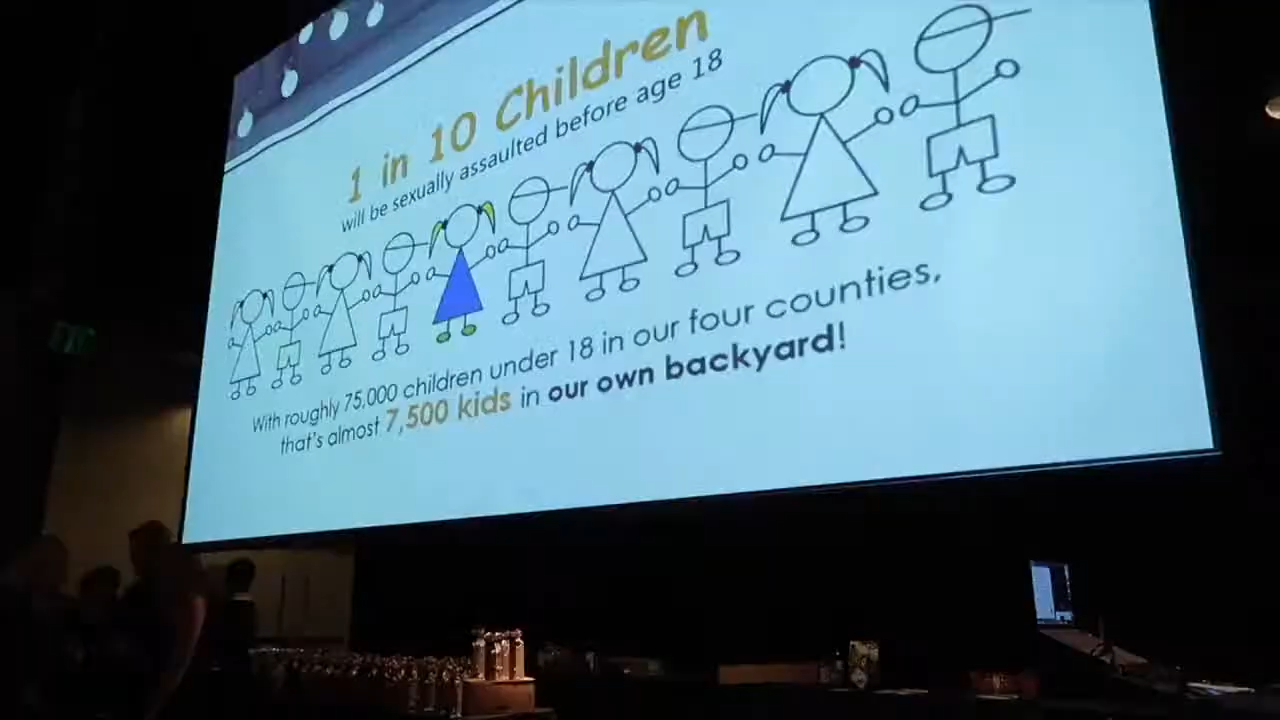 1 in 10 Children
will be sexually assaulted before age 18
With roughly 75,000 children under 18 in our four counties,
that's almost 7,500 kids in our own backyard!